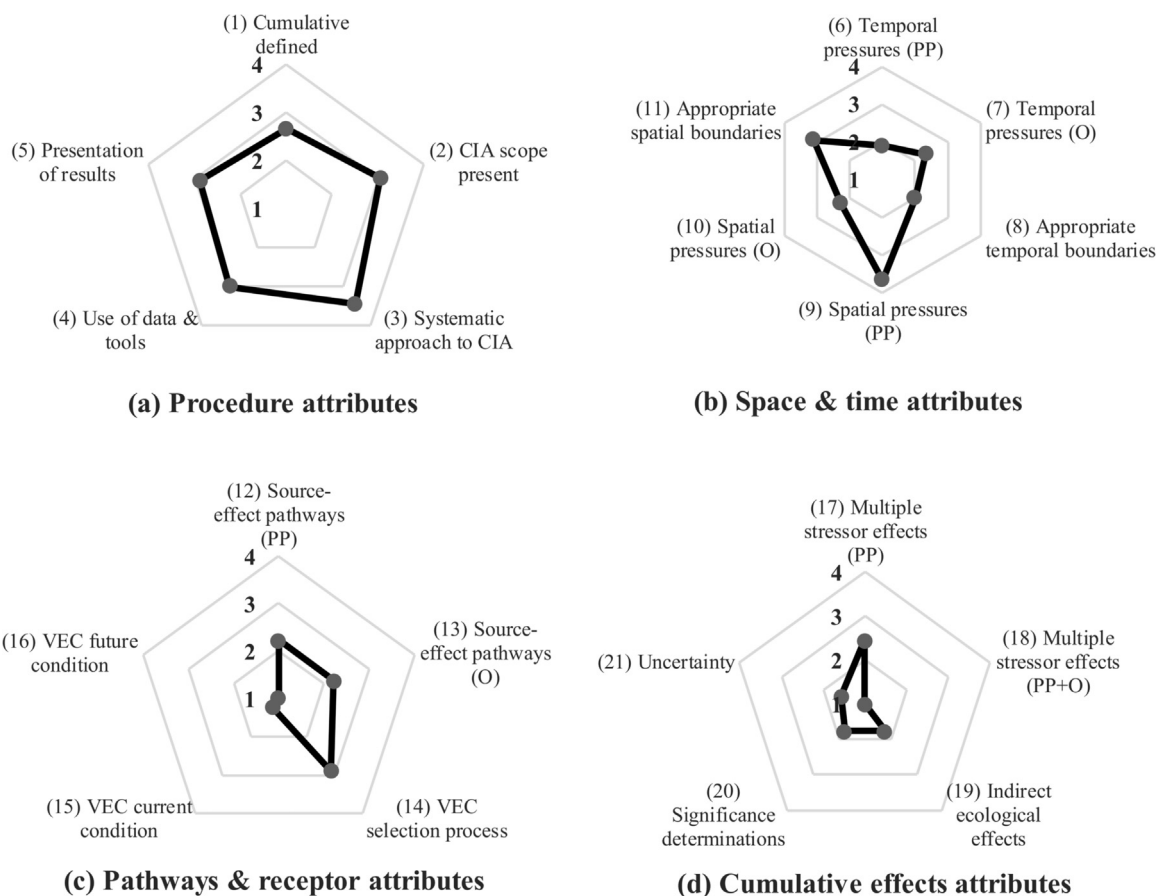 (1) Cumulative
defined
4
3
2
1
(2) CIA scope
present
(3) Systematic
approach to CIA
(4) Use of data &
tools
(5) Presentation
of results
(a) Procedure attributes
(6) Temporal
pressures (PP)
4
3
2
1
(7) Temporal
pressures (O)
(8) Appropriate
temporal boundaries
(9) Spatial pressures
(PP)
(10) Spatial
pressures (O)
(11) Appropriate
spatial boundaries
(b) Space & time attributes
(12) Source-
effect pathways
(PP)
4
3
2
1
(13) Source-
effect pathways
(O)
(14) VEC
selection process
(15) VEC current
condition
(16) VEC future
condition
(c) Pathways & receptor attributes
(17) Multiple
stressor effects
(PP)
4
3
2
1
(18) Multiple
stressor effects
(PP+O)
(19) Indirect
ecological
effects
(20)
Significance
determinations
(21) Uncertainty
(d) Cumulative effects attributes